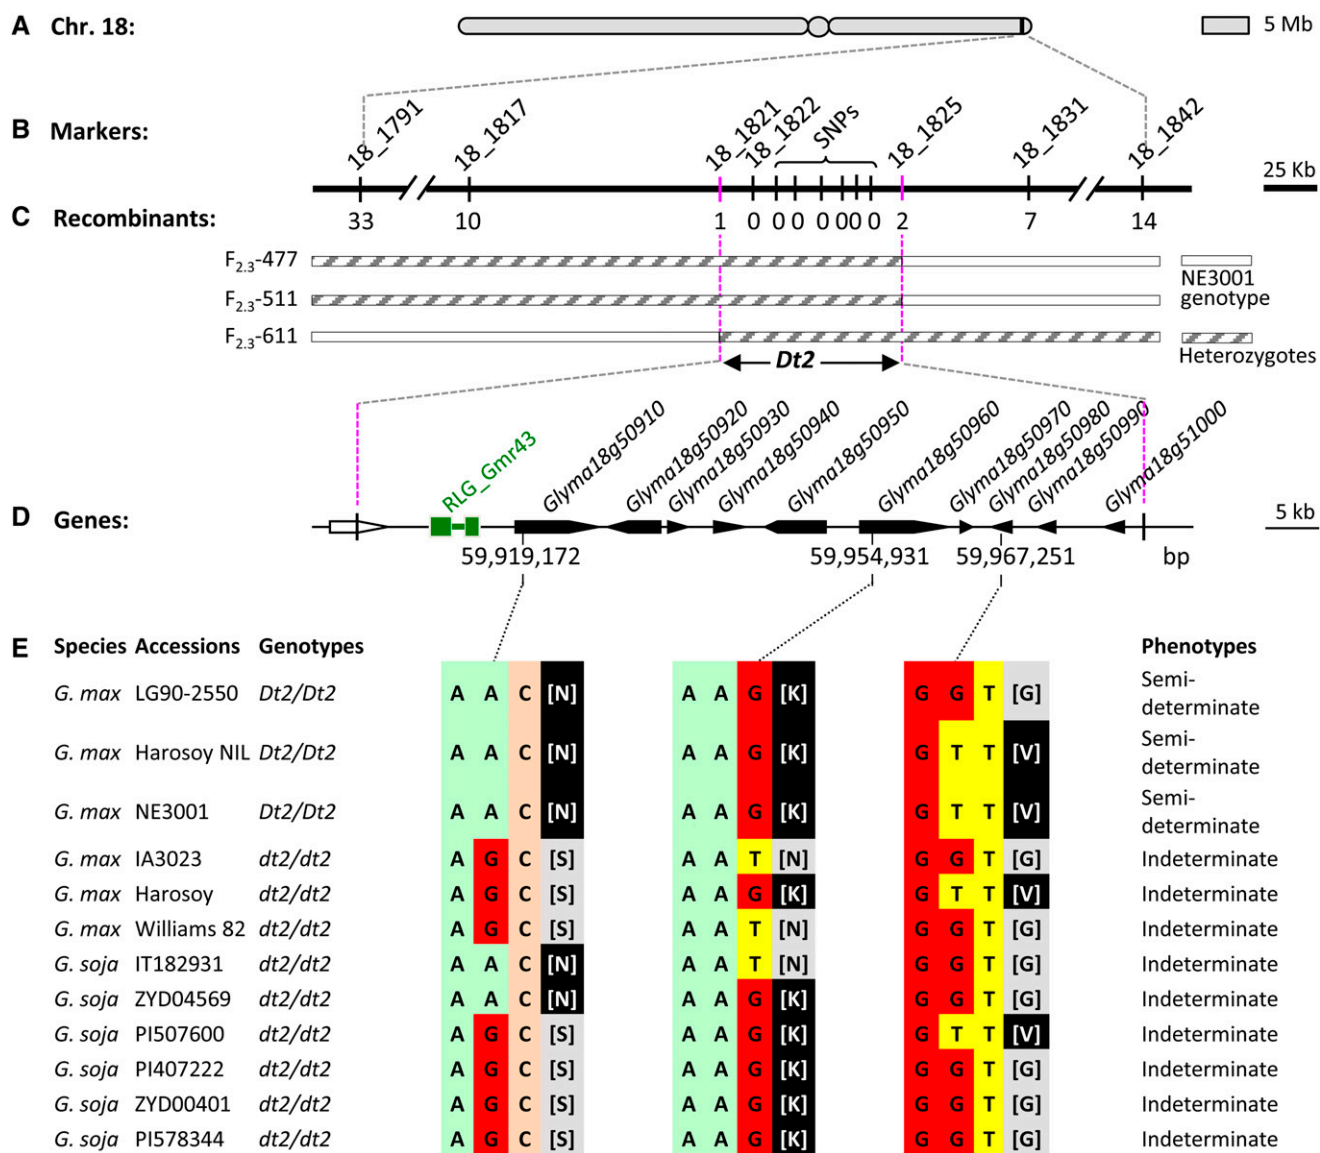 A Chr. 18: 5 Mb
B Markers: 18_1791 18_1817 18_1821 18_1822 SNPs 18_1825 18_1831 18_1842 25 Kb
C Recombinants: 33 10 1 0 0 0 0 0 0 0 2 7 14
F2.3-477
NE3001
genotype
F2.3-511
F2.3-611
Heterozygotes
Dt2
RLG_Gmr43 Glyma18g50910 Glyma18g50920 Glyma18g50930 Glyma18g50940 Glyma18g50950 Glyma18g50960 Glyma18g50970 Glyma18g50980 Glyma18g50990 Glyma18g51000
D Genes: 5 kb
59,919,172 59,954,931 59,967,251 bp
E Species Accessions Genotypes Phenotypes
G. max LG90-2550 Dt2/Dt2 A A C [N] A A G [K] G G T [G] Semi-
determinate
G. max Harosoy NIL Dt2/Dt2 A A C [N] A A G [K] G T T [V] Semi-
determinate
G. max NE3001 Dt2/Dt2 A A C [N] A A G [K] G T T [V] Semi-
determinate
G. max IA3023 dt2/dt2 A G C [S] A A T [N] G G T [G] Indeterminate
G. max Harosoy dt2/dt2 A G C [S] A A G [K] G T T [V] Indeterminate
G. max Williams 82 dt2/dt2 A G C [S] A A T [N] G G T [G] Indeterminate
G. soja IT182931 dt2/dt2 A A C [N] A A T [N] G G T [G] Indeterminate
G. soja ZYD04569 dt2/dt2 A A C [N] A A G [K] G G T [G] Indeterminate
G. soja PI507600 dt2/dt2 A G C [S] A A G [K] G T T [V] Indeterminate
G. soja PI407222 dt2/dt2 A G C [S] A A G [K] G G T [G] Indeterminate
G. soja ZYD00401 dt2/dt2 A G C [S] A A G [K] G G T [G] Indeterminate
G. soja PI578344 dt2/dt2 A G C [S] A A G [K] G G T [G] Indeterminate